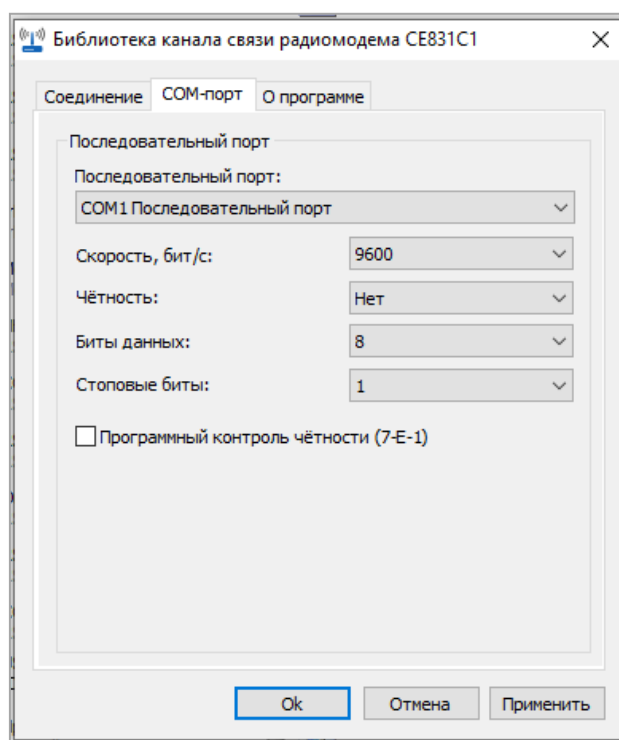 Библиотека канала связи радиомодема CE831C1
Соединение COM-порт О программе
Последовательный порт
Последовательный порт:
COM1 Последовательный порт
Скорость, бит/с: 9600
Чётность: Нет
Биты данных: 8
Стоповые биты: 1
Программный контроль чётности (7-E-1)
Ok Отмена Применить